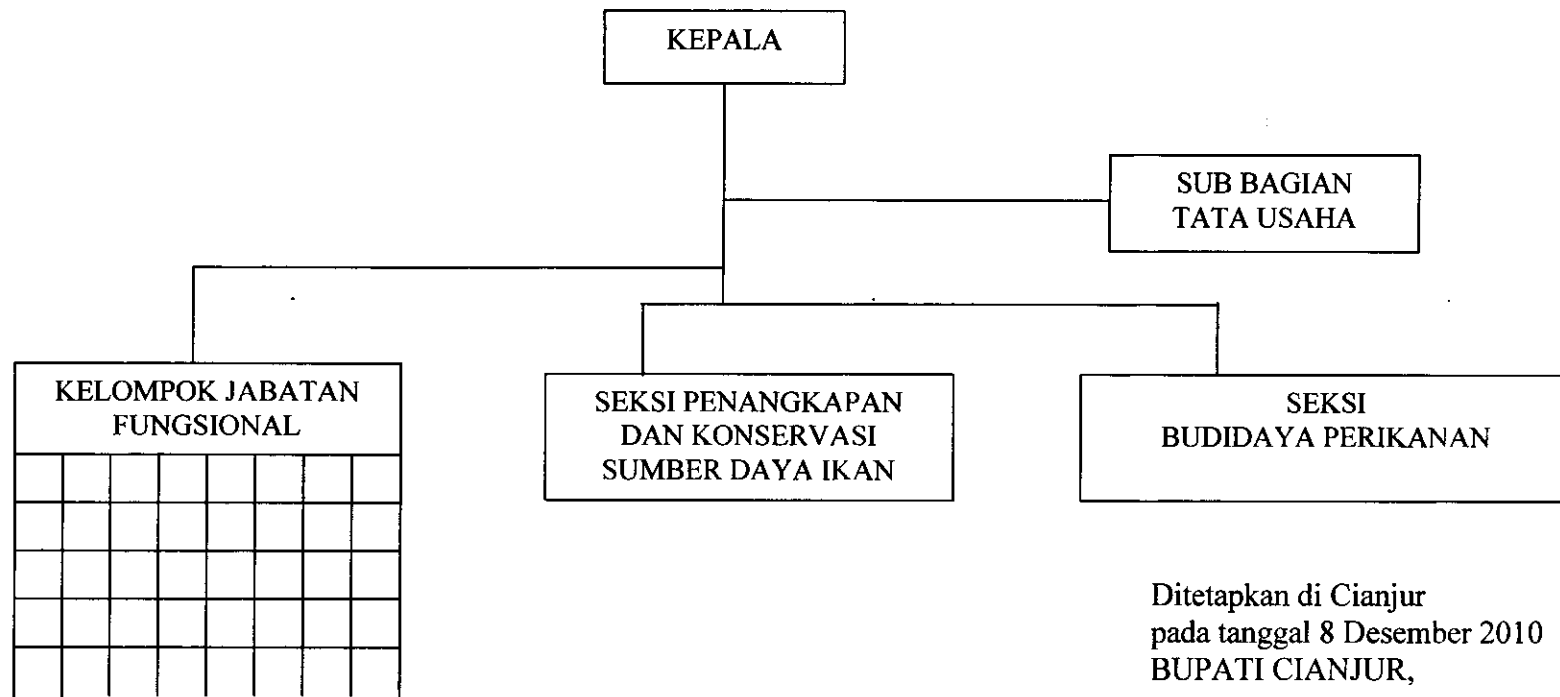 KEPALA
SUB BAGIAN
TATA USAHA
KELOMPOK JABATAN
FUNGSIONAL
SEKSI PENANGKAPAN
DAN KONSERVASI
SUMBER DAYA IKAN
SEKSI
BUDIDAYA PERIKANAN
Ditetapkan di Cianjur
pada tanggal 8 Desember 2010
BUPATI CIANJUR,